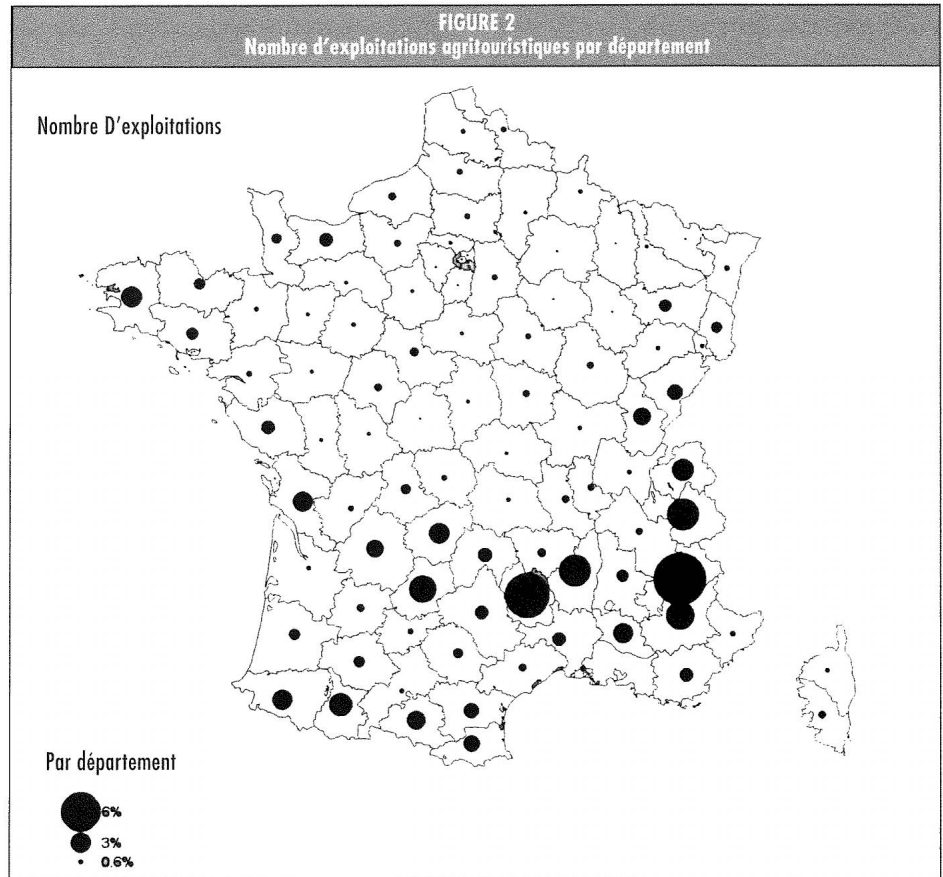 FIGURE 2
Nombre d'exploitations agritouristiques par département
Nombre D'exploitations
Par département
6%
3%
0.6%